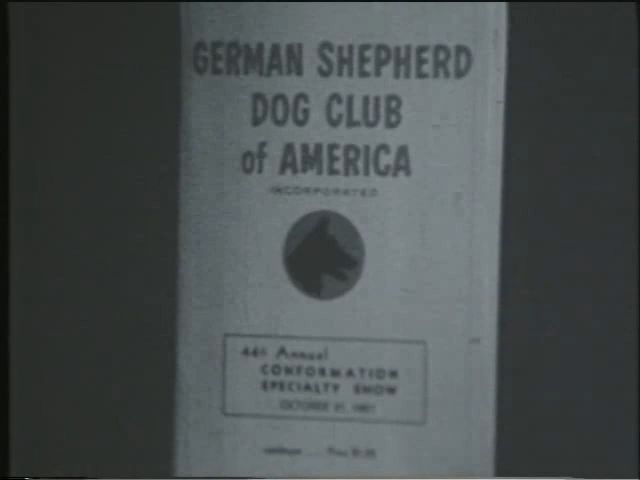 GERMAN SHEPHERD
DOG CLUB
of AMERICA
INCORPORATED
44th Annual
CONFORMATION
SPECIALTY SHOW
OCTOBER